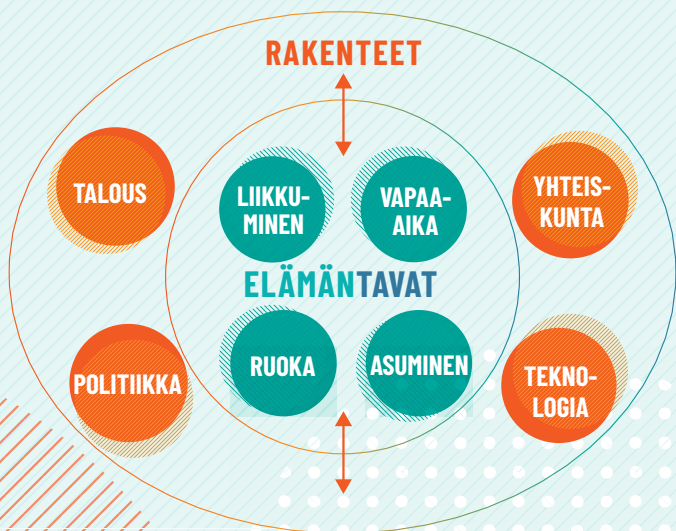 RAKENTEET
TALOUS
LIIKKU-
MINEN
VAPAA-
AIKA
YHTEIS-
KUNTA
ELÄMÄNTAVAT
POLITIIKKA
RUOKA
ASUMINEN
TEKNO-
LOGIA